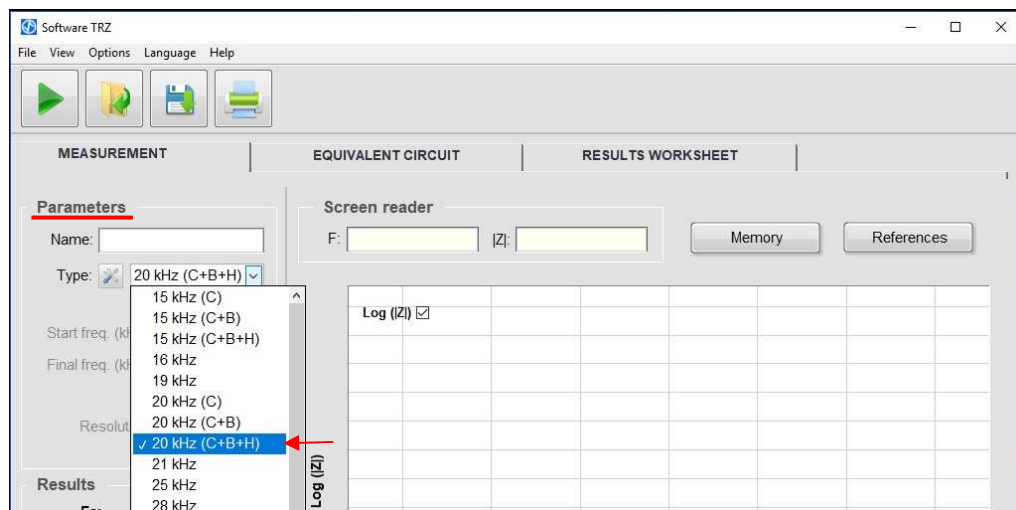 Software TRZ
File View Options Language Help
MEASUREMENT EQUIVALENT CIRCUIT RESULTS WORKSHEET
Parameters
Name:
Type: 20 kHz (C+B+H)
15 kHz (C)
15 kHz (C+B)
15 kHz (C+B+H)
16 kHz
19 kHz
20 kHz (C)
20 kHz (C+B)
✓ 20 kHz (C+B+H)
21 kHz
25 kHz
28 kHz
Start freq. (kH
Final freq. (kH
Resolut
Results
Screen reader
F: |Z|:
Memory References
Log (|Z|)
Log (|Z|)